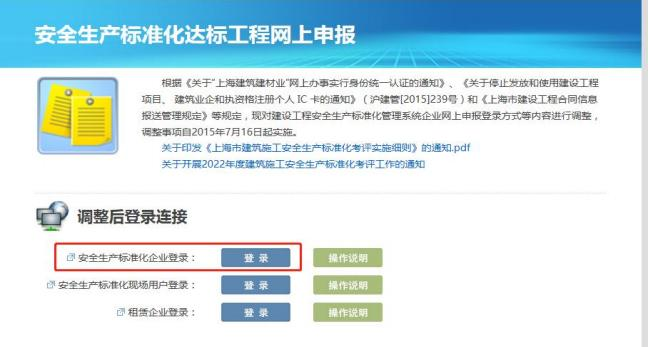 安全生产标准化达标工程网上申报
根据《关于“上海建筑建材业”网上办事实行身份统一认证的通知》、《关于停止发放和使用建设工程
项目、 建筑业企和执资格注册个人 IC 卡的通知》（沪建管[2015]239号）和《上海市建设工程合同信息
报送管理规定》等规定，现对建设工程安全生产标准化管理系统企业网上申报登录方式等内容进行调整，
调整事项自2015年7月16日起实施。
关于印发《上海市建筑施工安全生产标准化考评实施细则》的通知.pdf
关于开展2022年度建筑施工安全生产标准化考评工作的通知
调整后登录连接
安全生产标准化企业登录： 登 录 操作说明
安全生产标准化现场用户登录： 登 录 操作说明
租赁企业登录： 登 录 操作说明